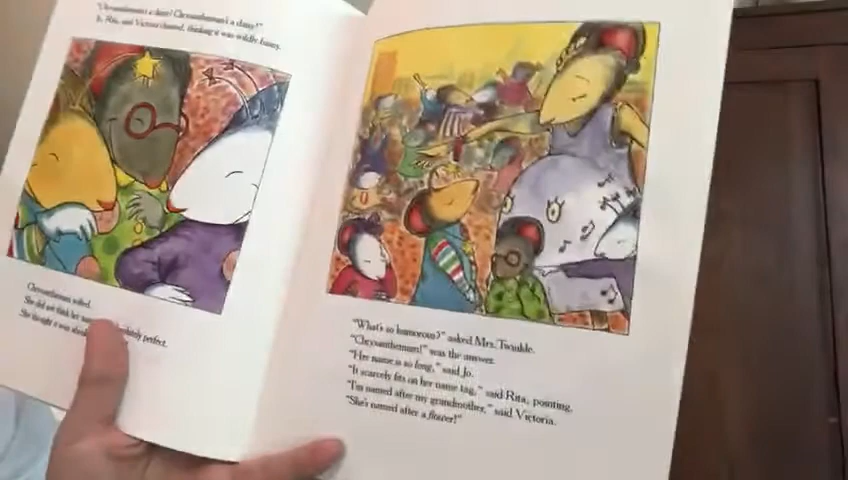 "Chrysanthemum's a daisy! Chrysanthemum's a daisy!"
Jo, Rita, and Victoria chanted, thinking it was wildly funny.
Chrysanthemum wilted.
She did not think her name
She thought it was perfect.
"What's so humorous?" asked Mrs. Twinkle.
"Chrysanthemum!" was the answer.
"Her name is so long," said Jo.
"It scarcely fits on her name tag," said Rita, pointing.
"I'm named after my grandmother," said Victoria.
"She's named after a flower!"